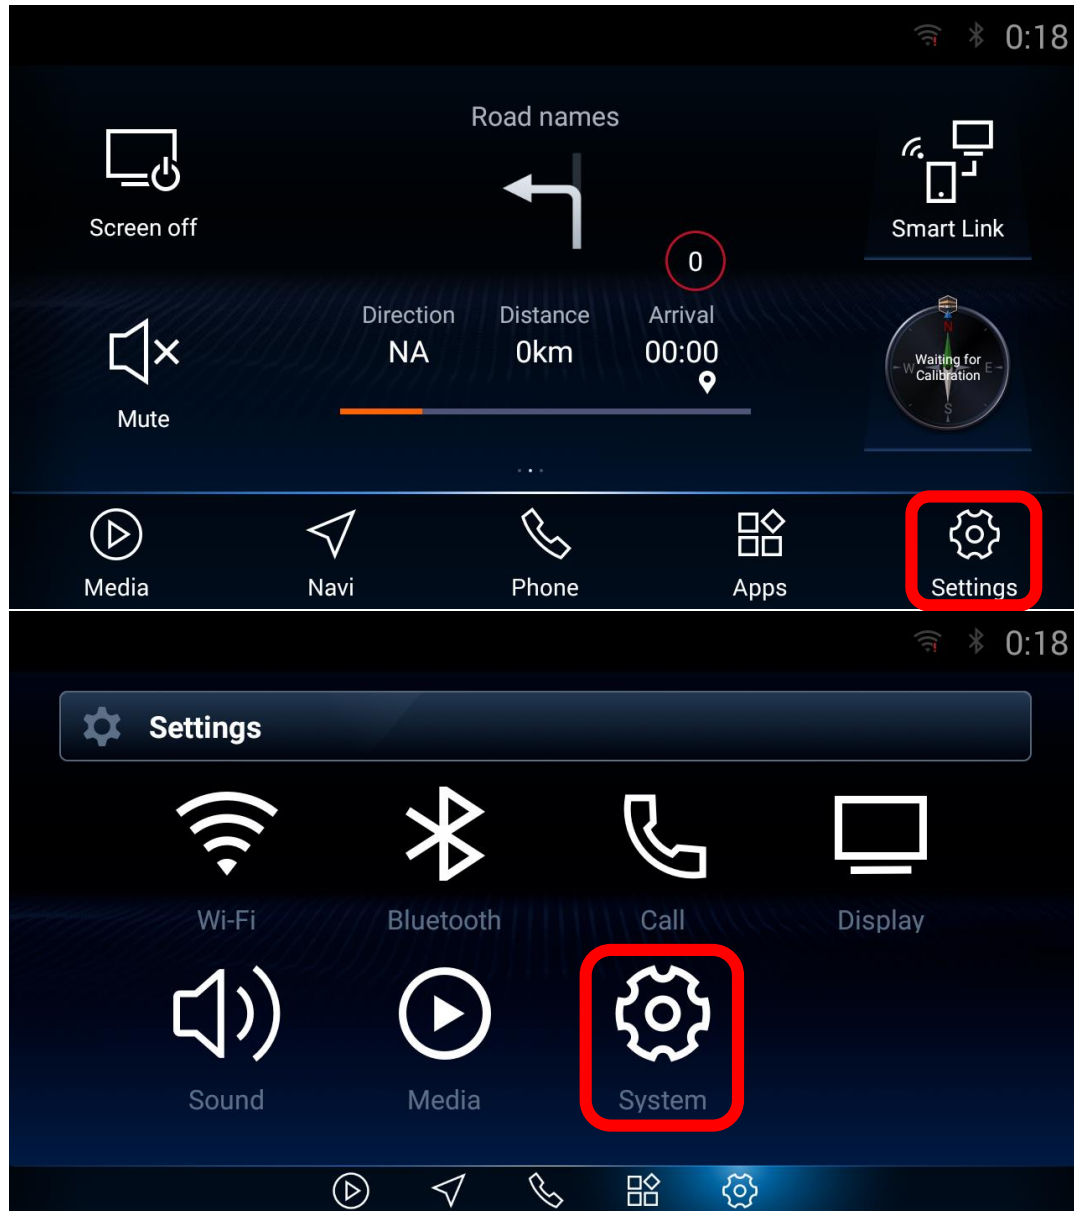 0:18
Road names
Screen off
Smart Link
0
Direction Distance Arrival
NA 0km 00:00
N
W Waiting for E
Calibration
S
Mute
Media Navi Phone Apps Settings
0:18
Settings
Wi-Fi Bluetooth Call Display
Sound Media System